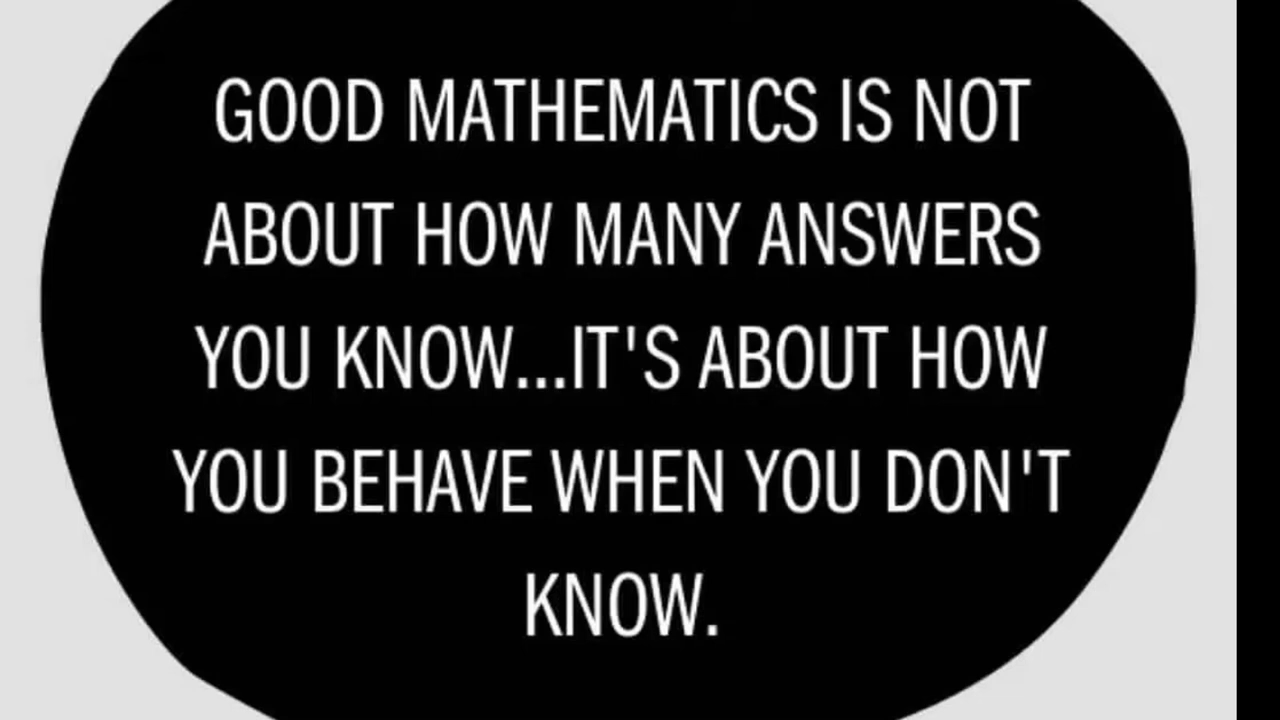 GOOD MATHEMATICS IS NOT
ABOUT HOW MANY ANSWERS
YOU KNOW...IT'S ABOUT HOW
YOU BEHAVE WHEN YOU DON'T
KNOW.